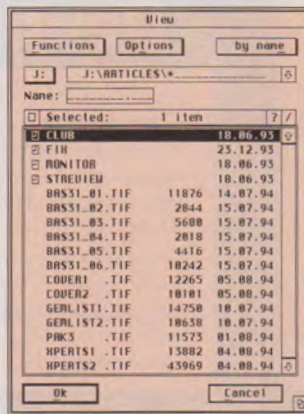 View
Functions Options by name
J: J:\ARTICLES\*
Name: ________.___
Selected: 1 item ? /
CLUB 18.06.93
FIX 23.12.93
MONITOR 18.06.93
STREVIEW 18.06.93
BAS31_01.TIF 11876 14.07.94
BAS31_02.TIF 2844 15.07.94
BAS31_03.TIF 5680 15.07.94
BAS31_04.TIF 2018 15.07.94
BAS31_05.TIF 4416 15.07.94
BAS31_06.TIF 10242 15.07.94
COVER1 .TIF 12265 05.08.94
COVER2 .TIF 10101 05.08.94
GEMLIST1.TIF 14750 10.07.94
GEMLIST2.TIF 10638 10.07.94
PAK3 .TIF 11573 01.08.94
XPERTS1 .TIF 13882 04.08.94
XPERTS2 .TIF 43969 04.08.94
Ok Cancel